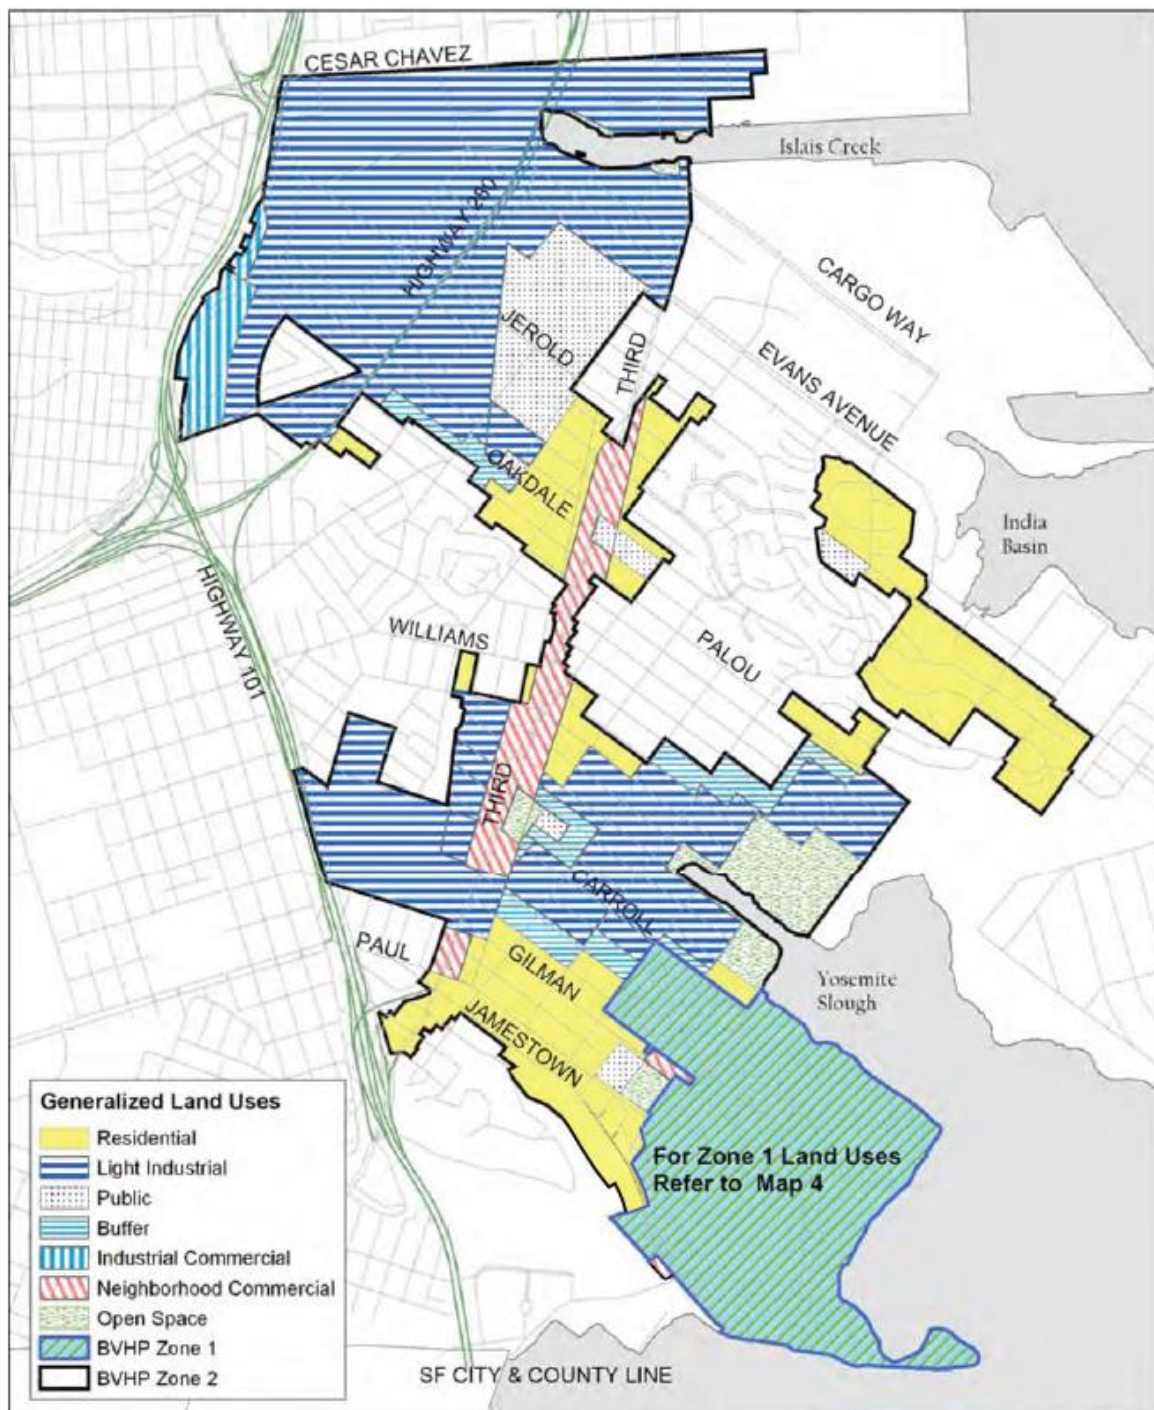 CESAR CHAVEZ
Islais Creek
HIGHWAY 280
CARGO WAY
JEROLD
THIRD
EVANS AVENUE
OAKDALE
India
Basin
HIGHWAY 101
WILLIAMS
PALOU
THIRD
CARROLL
PAUL
GILMAN
Yosemite
Slough
JAMESTOWN
For Zone 1 Land Uses
Refer to Map 4
Generalized Land Uses
Residential
Light Industrial
Public
Buffer
Industrial Commercial
Neighborhood Commercial
Open Space
BVHP Zone 1
BVHP Zone 2
SF CITY & COUNTY LINE